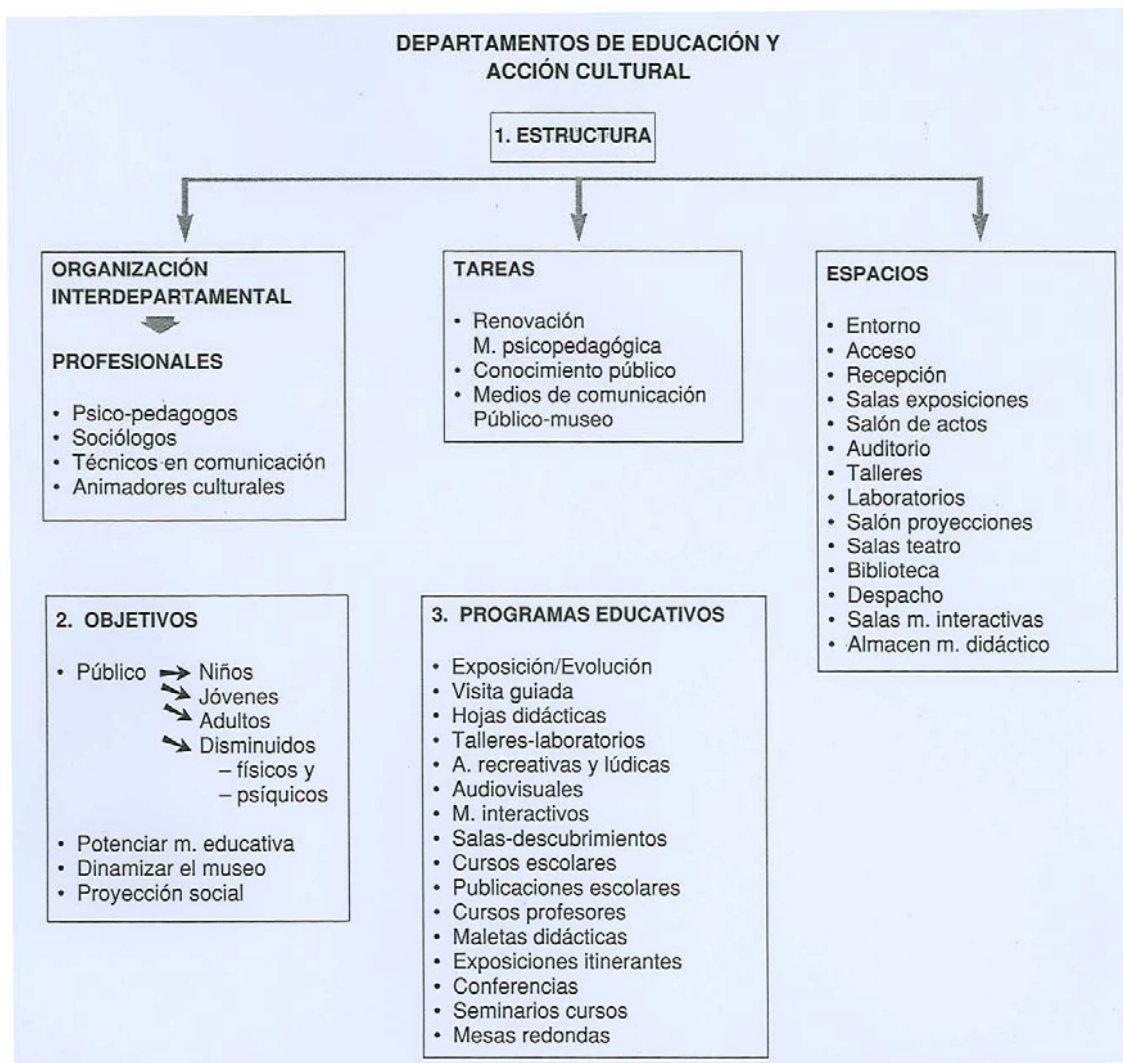 DEPARTAMENTOS DE EDUCACIÓN Y
ACCIÓN CULTURAL
1. ESTRUCTURA
ORGANIZACIÓN
INTERDEPARTAMENTAL
PROFESIONALES
• Psico-pedagogos
• Sociólogos
• Técnicos en comunicación
• Animadores culturales
TAREAS
• Renovación
M. psicopedagógica
• Conocimiento público
• Medios de comunicación
Público-museo
ESPACIOS
• Entorno
• Acceso
• Recepción
• Salas exposiciones
• Salón de actos
• Auditorio
• Talleres
• Laboratorios
• Salón proyecciones
• Salas teatro
• Biblioteca
• Despacho
• Salas m. interactivas
• Almacen m. didáctico
2. OBJETIVOS
• Público Niños
Jóvenes
Adultos
Disminuidos
– físicos y
– psíquicos
• Potenciar m. educativa
• Dinamizar el museo
• Proyección social
3. PROGRAMAS EDUCATIVOS
• Exposición/Evolución
• Visita guiada
• Hojas didácticas
• Talleres-laboratorios
• A. recreativas y lúdicas
• Audiovisuales
• M. interactivos
• Salas-descubrimientos
• Cursos escolares
• Publicaciones escolares
• Cursos profesores
• Maletas didácticas
• Exposiciones itinerantes
• Conferencias
• Seminarios cursos
• Mesas redondas